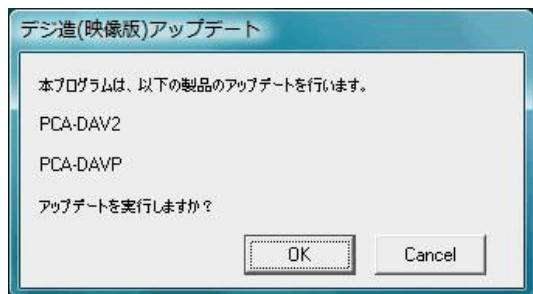 デジ造(映像版)アップデート
本プログラムは、以下の製品のアップデートを行います。
PCA-DAV2
PCA-DAVP
アップデートを実行しますか？
OK
Cancel